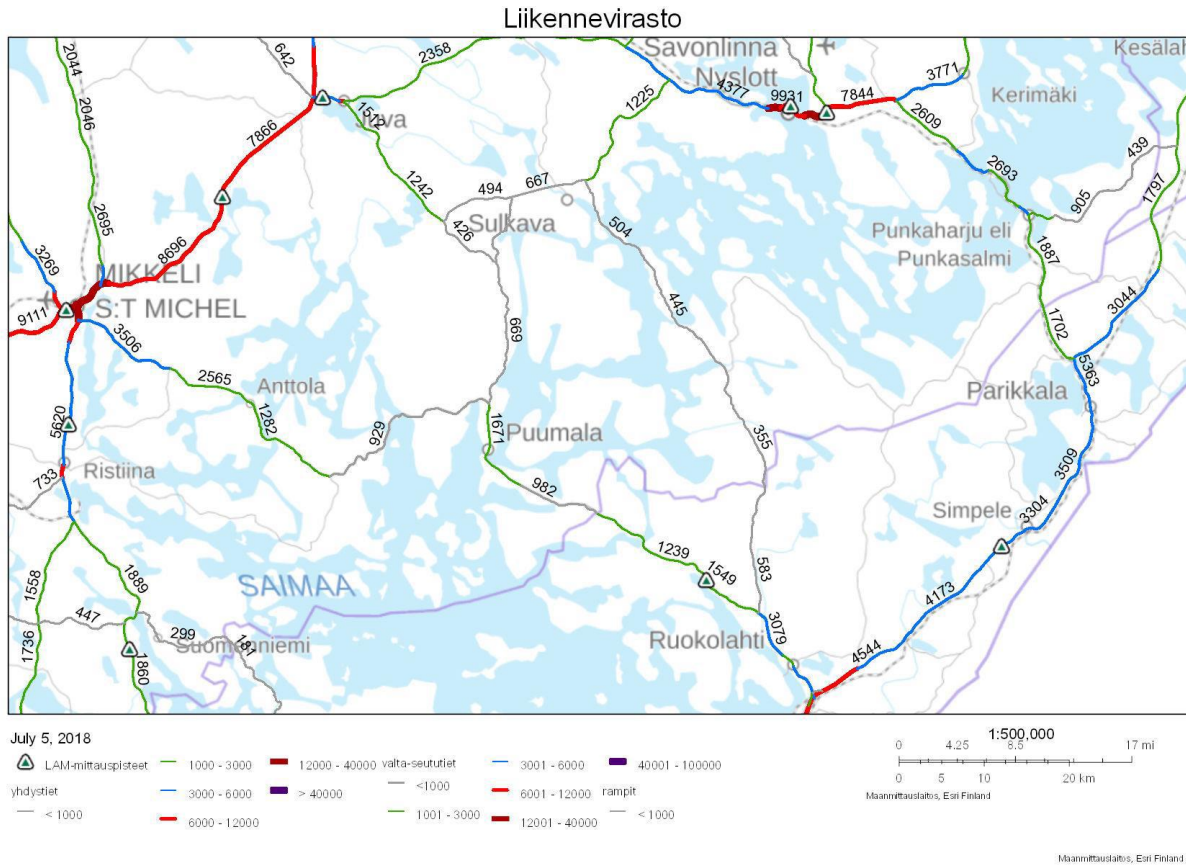 Liikennevirasto
2044
642
2358
Savonlinna
Nyslott
Kesälah
2046
7866
1512
Juva
1225
4377
9931
7844
3771
Kerimäki
2609
439
1242
494
667
2693
1797
2695
Sulkava
905
426
504
Punkaharju eli
Punkasalmi
1887
8696
3269
MIKKELI
S:T MICHEL
9111
445
3044
3506
669
1702
5363
2565
Anttola
Parikkala
1282
929
1671
Puumala
355
5620
Ristiina
733
982
3509
Simpele
3304
1239
1549
583
4173
1558
1889
SAIMAA
447
299
Suomenniemi
181
3079
Ruokolahti
4544
1736
1860
July 5, 2018
LAM-mittauspisteet
yhdystiet
< 1000
1000 - 3000
3000 - 6000
6000 - 12000
12000 - 40000
> 40000
valta-seututiet
<1000
1001 - 3000
3001 - 6000
6001 - 12000
12001 - 40000
40001 - 100000
rampit
< 1000
1:500,000
0 4.25 8.5 17 mi
0 5 10 20 km
Maanmittauslaitos, Esri Finland
Maanmittauslaitos, Esri Finland